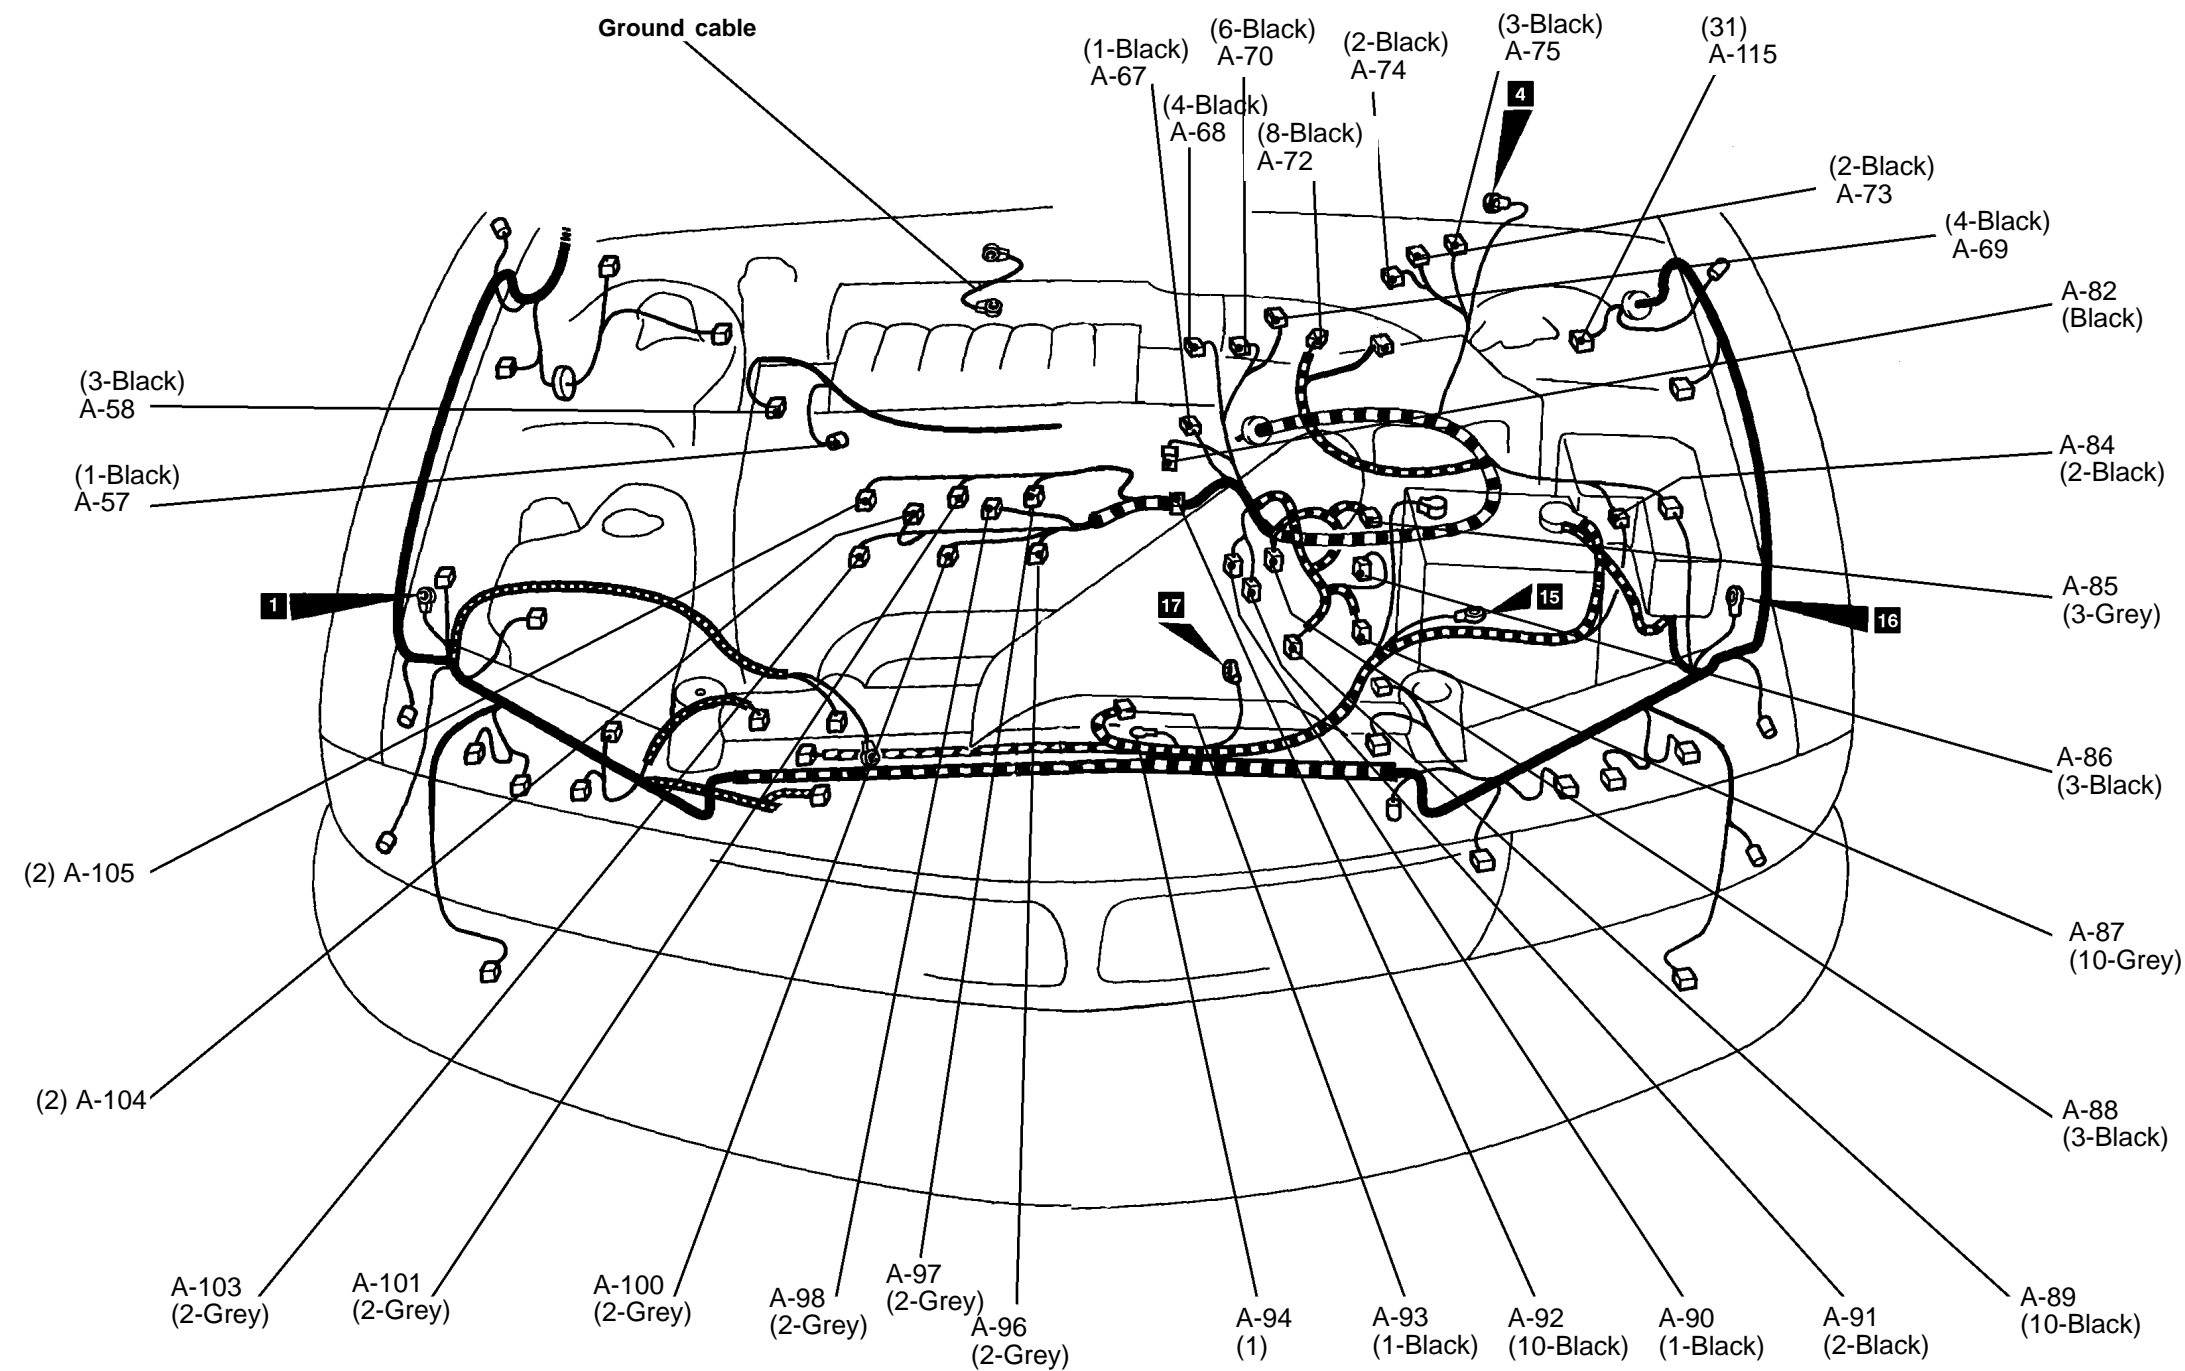 Ground cable
(1-Black)
A-67
(6-Black)
A-70
(2-Black)
A-74
(3-Black)
A-75
(31)
A-115
4
(4-Black)
A-68
(8-Black)
A-72
(2-Black)
A-73
(4-Black)
A-69
A-82
(Black)
(3-Black)
A-58
(1-Black)
A-57
A-84
(2-Black)
A-85
(3-Grey)
1
17
15
16
A-86
(3-Black)
(2) A-105
A-87
(10-Grey)
(2) A-104
A-88
(3-Black)
A-103
(2-Grey)
A-101
(2-Grey)
A-100
(2-Grey)
A-98
(2-Grey)
A-97
(2-Grey)
A-96
(2-Grey)
A-94
(1)
A-93
(1-Black)
A-92
(10-Black)
A-90
(1-Black)
A-91
(2-Black)
A-89
(10-Black)